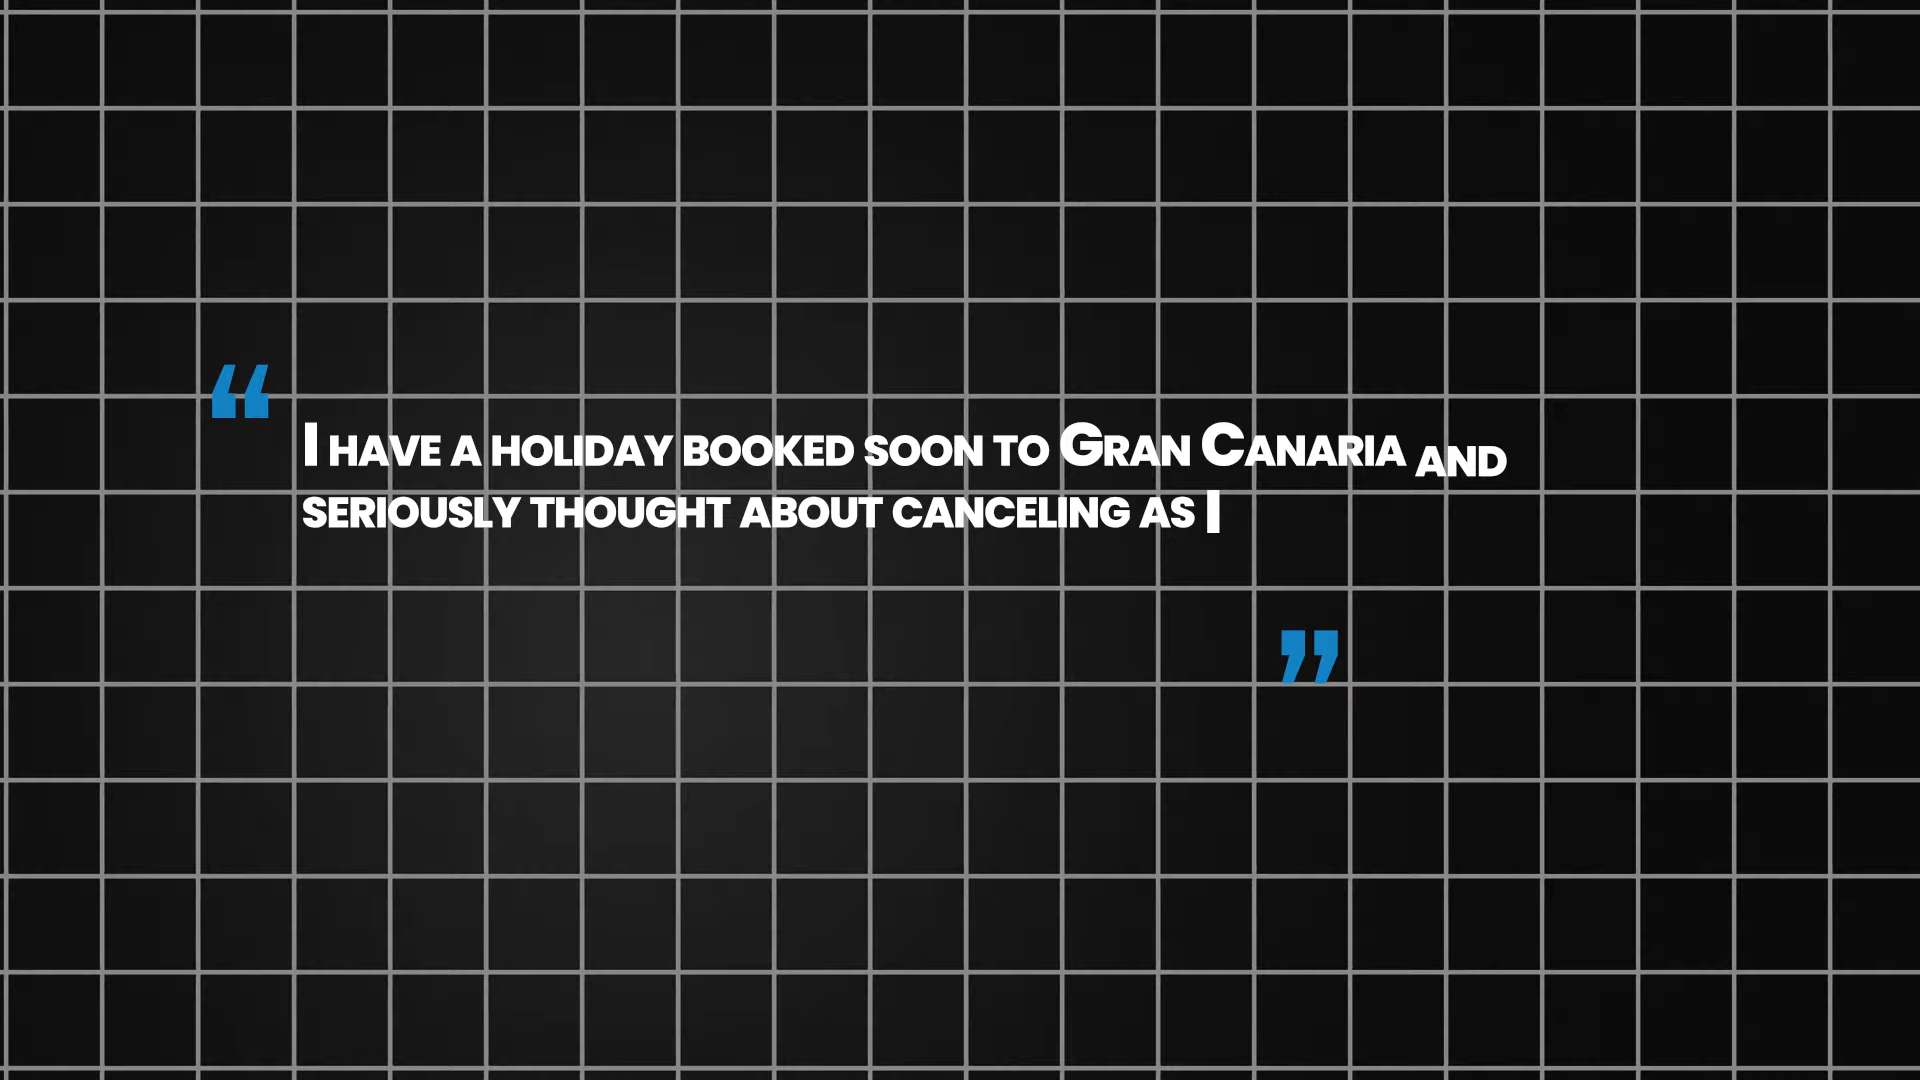 “I have a holiday booked soon to Gran Canaria and
seriously thought about canceling as I
”